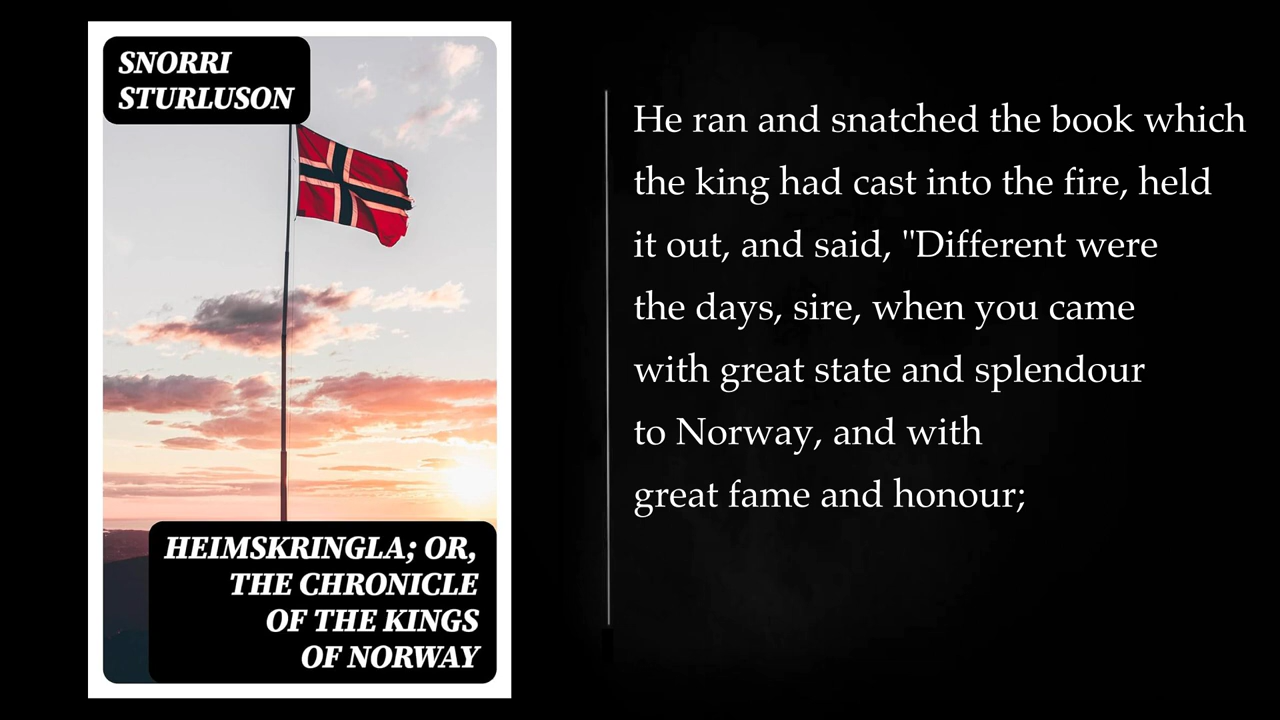 SNORRI
STURLUSON
HEIMSKRINGLA; OR,
THE CHRONICLE
OF THE KINGS
OF NORWAY
He ran and snatched the book which
the king had cast into the fire, held
it out, and said, "Different were
the days, sire, when you came
with great state and splendour
to Norway, and with
great fame and honour;